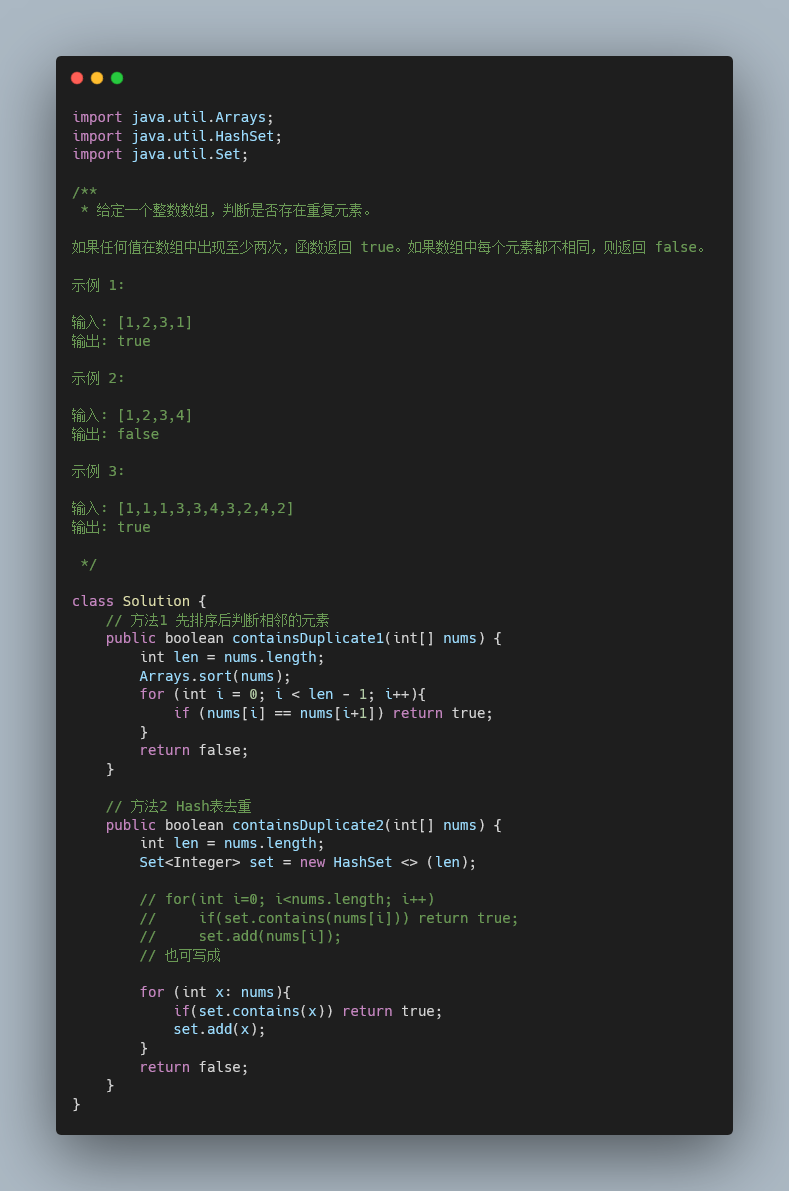 import java.util.Arrays;
import java.util.HashSet;
import java.util.Set;

/**
 * 给定一个整数数组，判断是否存在重复元素。

如果任何值在数组中出现至少两次，函数返回 true。如果数组中每个元素都不相同，则返回 false。

示例 1:

输入: [1,2,3,1]
输出: true

示例 2:

输入: [1,2,3,4]
输出: false

示例 3:

输入: [1,1,1,3,3,4,3,2,4,2]
输出: true

 */

class Solution {
    // 方法1 先排序后判断相邻的元素
    public boolean containsDuplicate1(int[] nums) {
        int len = nums.length;
        Arrays.sort(nums);
        for (int i = 0; i < len - 1; i++){
            if (nums[i] == nums[i+1]) return true;
        }
        return false;
    }

    // 方法2 Hash表去重
    public boolean containsDuplicate2(int[] nums) {
        int len = nums.length;
        Set<Integer> set = new HashSet <> (len);

        // for(int i=0; i<nums.length; i++)
        //     if(set.contains(nums[i])) return true;
        //     set.add(nums[i]);
        // 也可写成

        for (int x: nums){
            if(set.contains(x)) return true;
            set.add(x);
        }
        return false;
    }
}